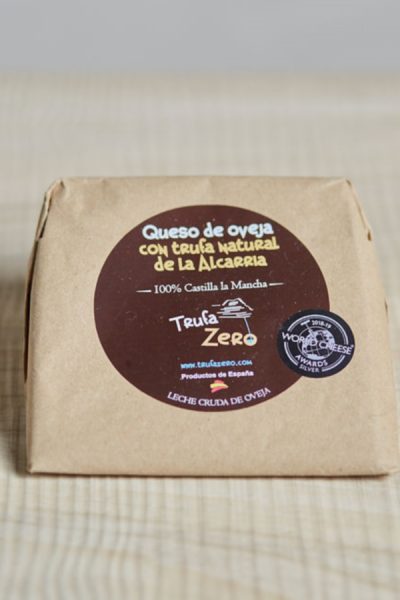 Queso de oveja
con trufa natural
de la Alcarria
100% Castilla la Mancha
Trufa
Zero
www.trufazero.com
Productos de España
LECHE CRUDA DE OVEJA
2018-19
WORLD CHEESE
AWARDS
SILVER